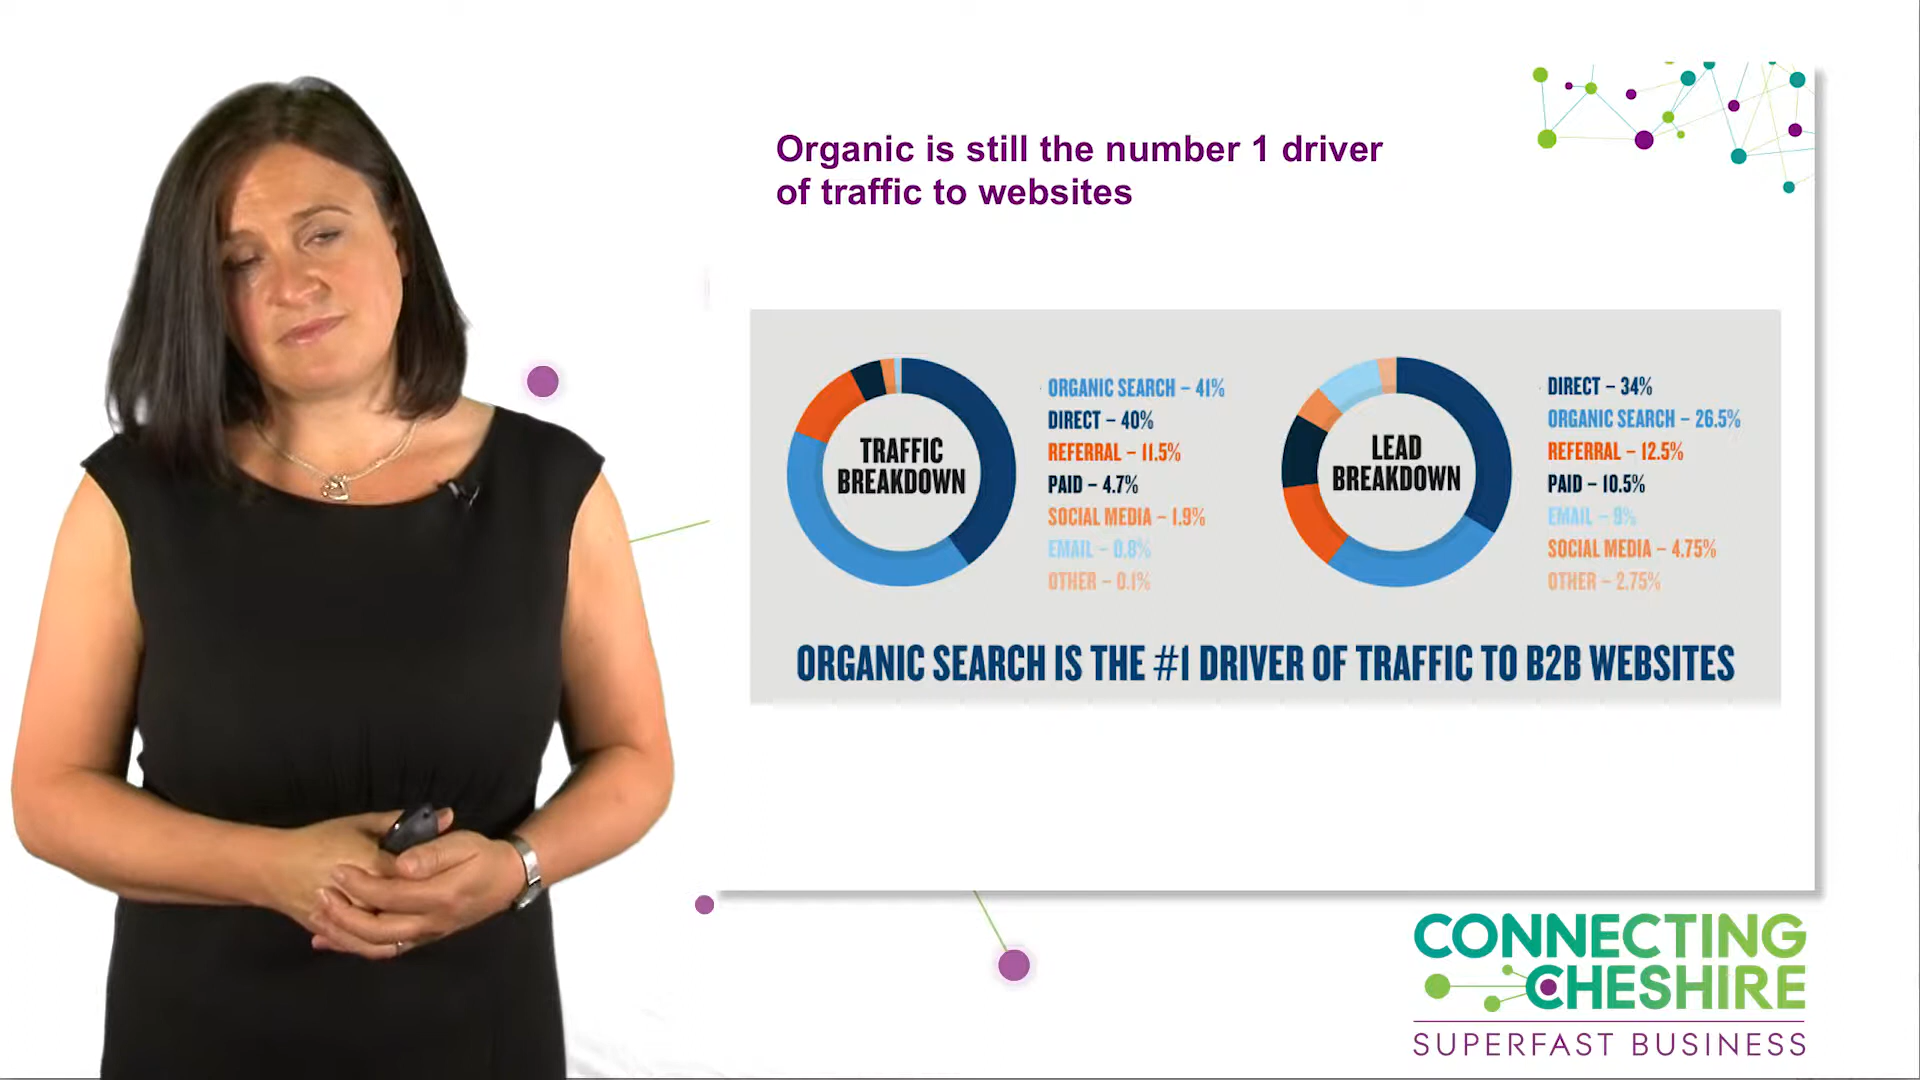 Organic is still the number 1 driver
of traffic to websites
TRAFFIC
BREAKDOWN
ORGANIC SEARCH – 41%
DIRECT – 40%
REFERRAL – 11.5%
PAID – 4.7%
SOCIAL MEDIA – 1.9%
EMAIL – 0.8%
OTHER – 0.1%
LEAD
BREAKDOWN
DIRECT – 34%
ORGANIC SEARCH – 26.5%
REFERRAL – 12.5%
PAID – 10.5%
EMAIL – 9%
SOCIAL MEDIA – 4.75%
OTHER – 2.75%
ORGANIC SEARCH IS THE #1 DRIVER OF TRAFFIC TO B2B WEBSITES
CONNECTING
CHESHIRE
SUPERFAST BUSINESS